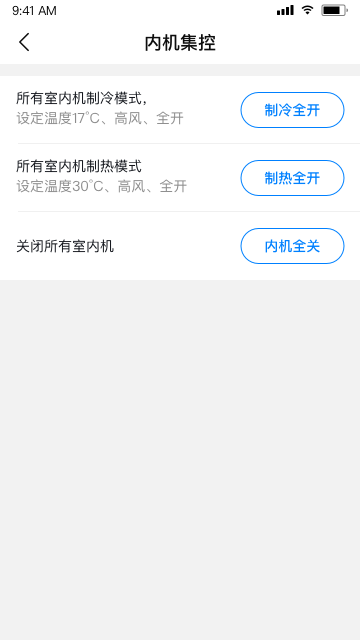 9:41 AM
内机集控
所有室内机制冷模式，
设定温度17°C、高风、全开
制冷全开
所有室内机制热模式
设定温度30°C、高风、全开
制热全开
关闭所有室内机
内机全关